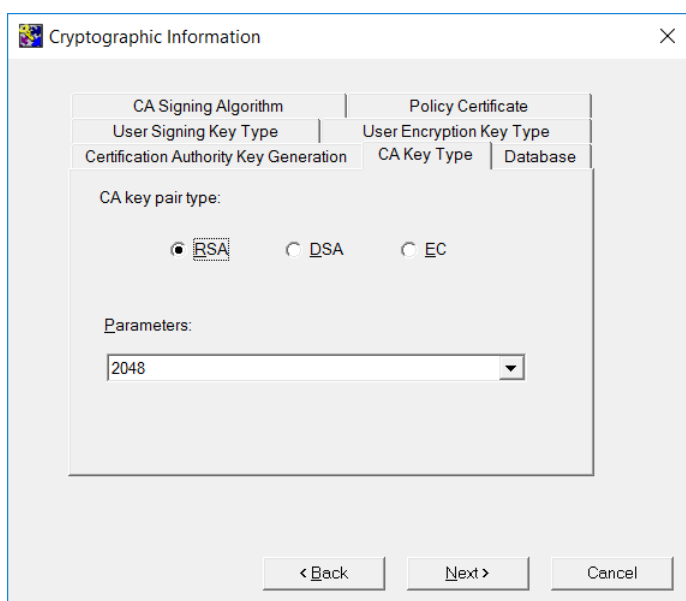 Cryptographic Information
CA Signing Algorithm Policy Certificate
User Signing Key Type User Encryption Key Type
Certification Authority Key Generation CA Key Type Database
CA key pair type:
RSA DSA EC
Parameters:
2048
< Back Next > Cancel